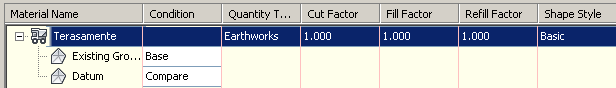 Material Name Condition Quantity T... Cut Factor Fill Factor Refill Factor Shape Style
Terasamente Earthworks 1.000 1.000 1.000 Basic
Existing Gro... Base
Datum Compare